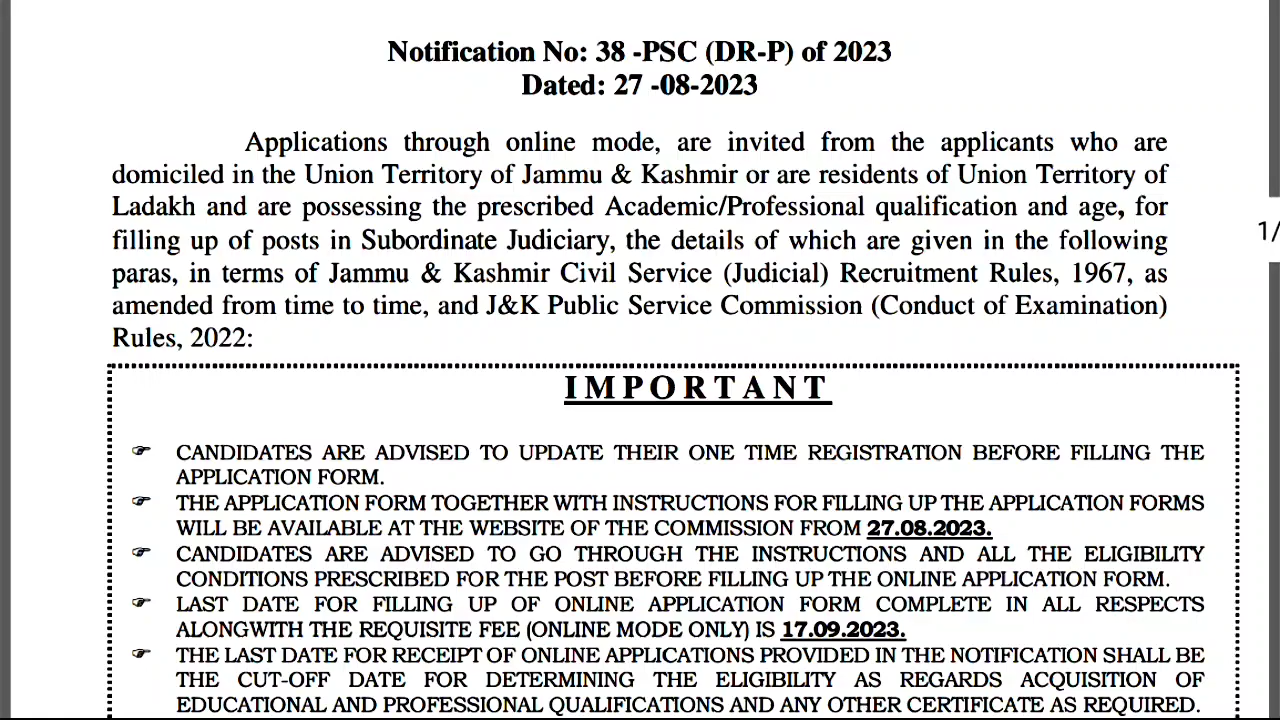 Notification No: 38 -PSC (DR-P) of 2023
Dated: 27 -08-2023
Applications through online mode, are invited from the applicants who are
domiciled in the Union Territory of Jammu & Kashmir or are residents of Union Territory of
Ladakh and are possessing the prescribed Academic/Professional qualification and age, for
filling up of posts in Subordinate Judiciary, the details of which are given in the following
paras, in terms of Jammu & Kashmir Civil Service (Judicial) Recruitment Rules, 1967, as
amended from time to time, and J&K Public Service Commission (Conduct of Examination)
Rules, 2022:
1/
IMPORTANT
☞ CANDIDATES ARE ADVISED TO UPDATE THEIR ONE TIME REGISTRATION BEFORE FILLING THE
APPLICATION FORM.
☞ THE APPLICATION FORM TOGETHER WITH INSTRUCTIONS FOR FILLING UP THE APPLICATION FORMS
WILL BE AVAILABLE AT THE WEBSITE OF THE COMMISSION FROM 27.08.2023.
☞ CANDIDATES ARE ADVISED TO GO THROUGH THE INSTRUCTIONS AND ALL THE ELIGIBILITY
CONDITIONS PRESCRIBED FOR THE POST BEFORE FILLING UP THE ONLINE APPLICATION FORM.
☞ LAST DATE FOR FILLING UP OF ONLINE APPLICATION FORM COMPLETE IN ALL RESPECTS
ALONGWITH THE REQUISITE FEE (ONLINE MODE ONLY) IS 17.09.2023.
☞ THE LAST DATE FOR RECEIPT OF ONLINE APPLICATIONS PROVIDED IN THE NOTIFICATION SHALL BE
THE CUT-OFF DATE FOR DETERMINING THE ELIGIBILITY AS REGARDS ACQUISITION OF
EDUCATIONAL AND PROFESSIONAL QUALIFICATIONS AND ANY OTHER CERTIFICATE AS REQUIRED.